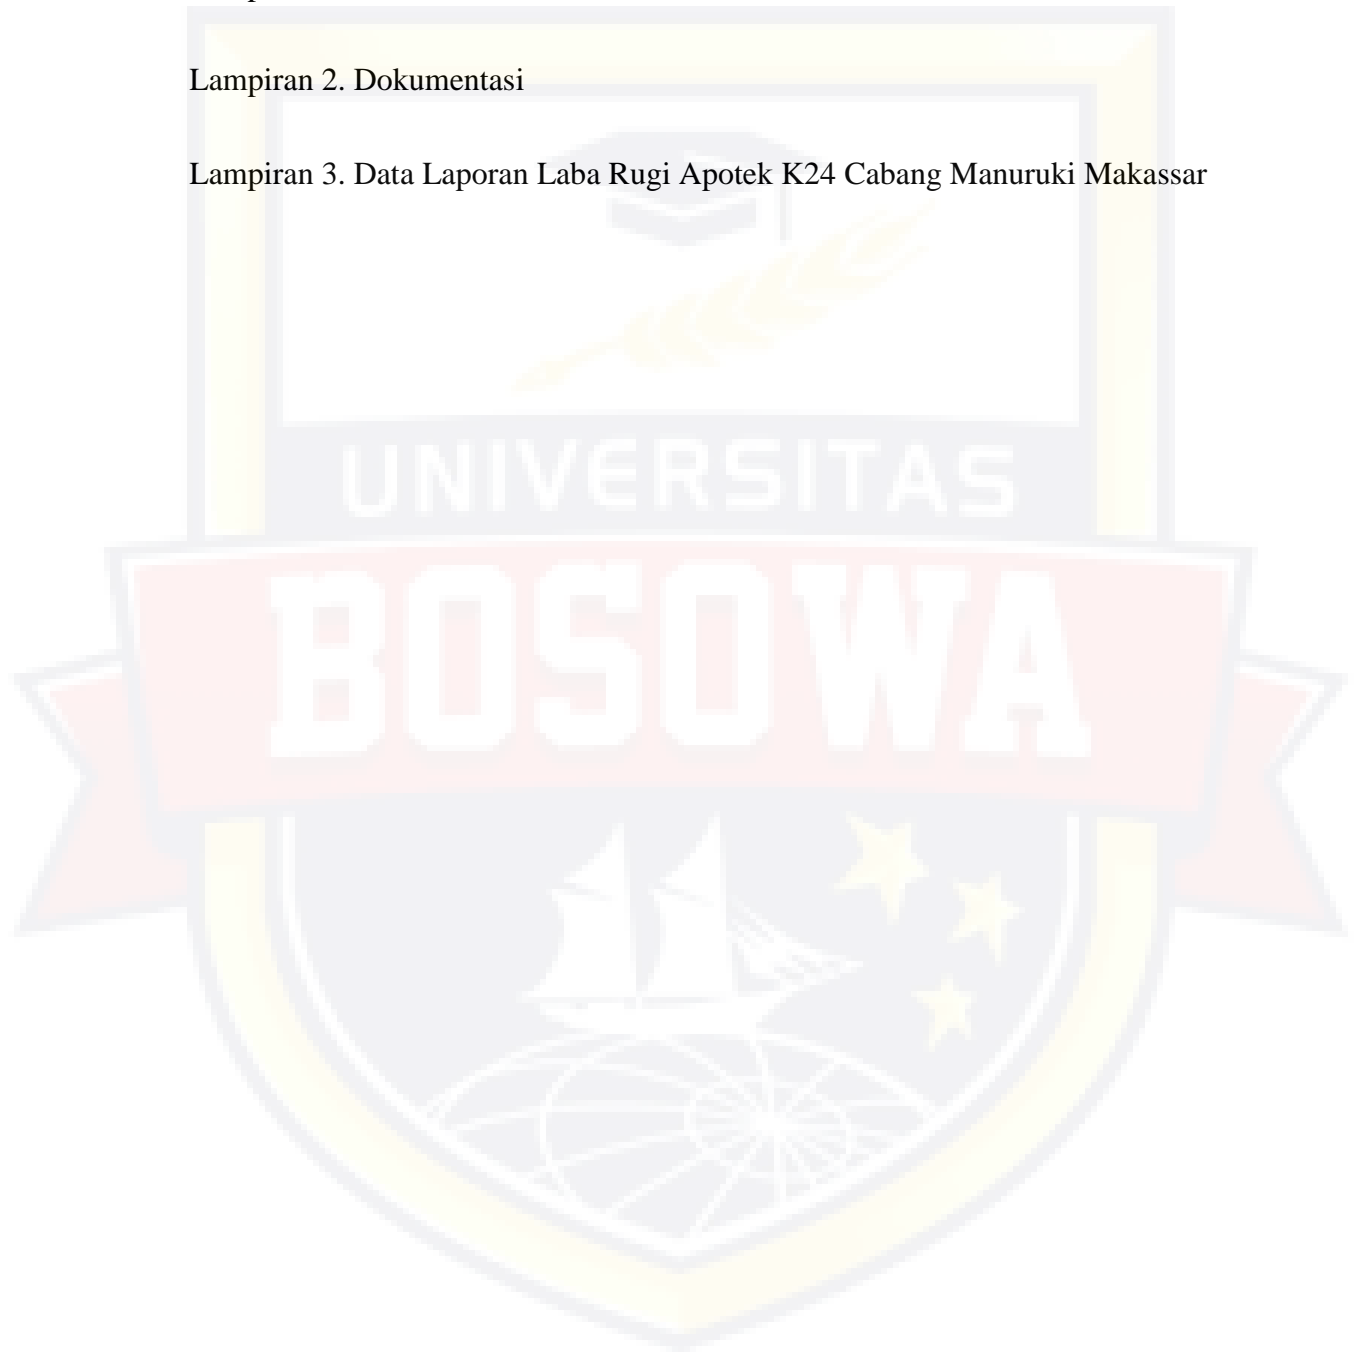 Lampiran 2. Dokumentasi
Lampiran 3. Data Laporan Laba Rugi Apotek K24 Cabang Manuruki Makassar
UNIVERSITAS
BOSOWA